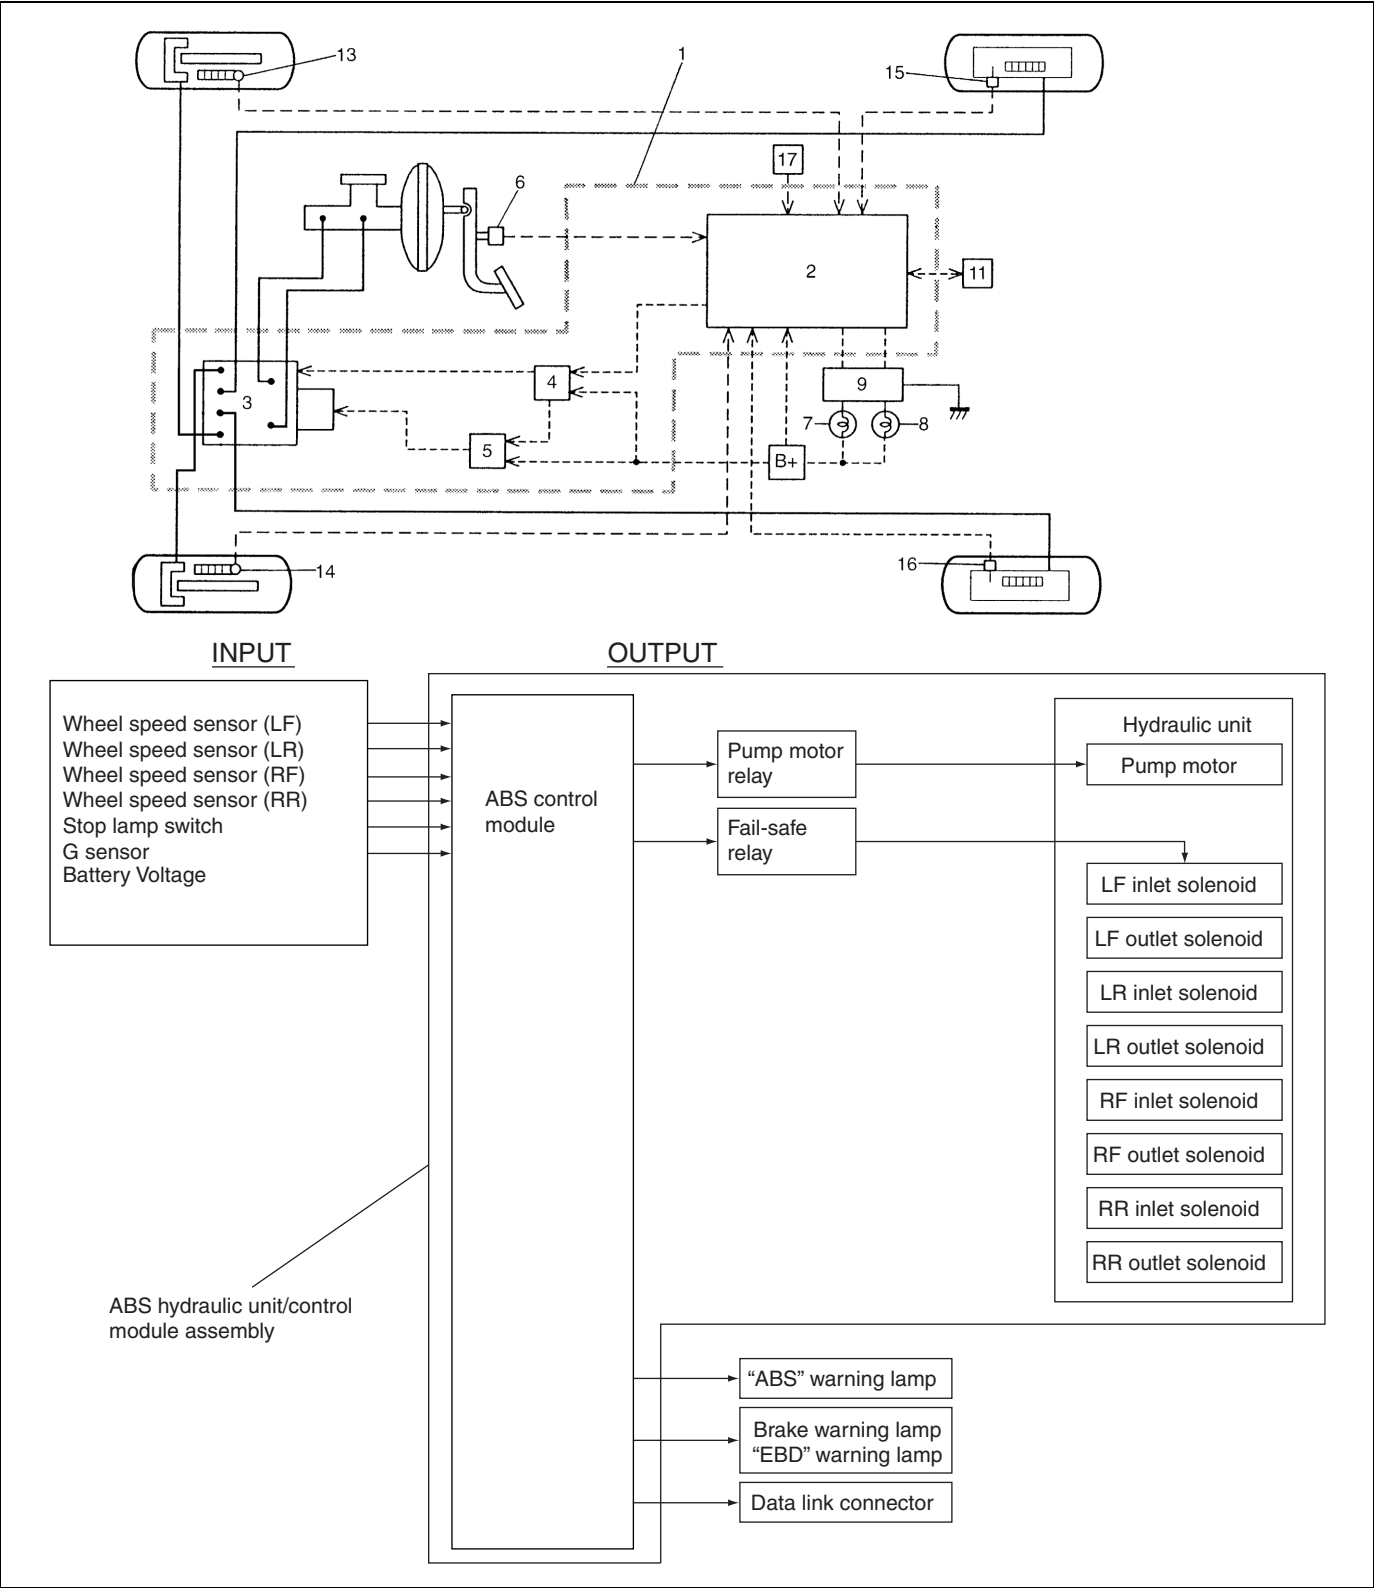 13
1
15
17
6
2
11
3
4
9
7
8
5
B+
16
14
INPUT
OUTPUT
Wheel speed sensor (LF)
Wheel speed sensor (LR)
Wheel speed sensor (RF)
Wheel speed sensor (RR)
Stop lamp switch
G sensor
Battery Voltage
ABS control
module
Pump motor
relay
Fail-safe
relay
Hydraulic unit
Pump motor
LF inlet solenoid
LF outlet solenoid
LR inlet solenoid
LR outlet solenoid
RF inlet solenoid
RF outlet solenoid
RR inlet solenoid
RR outlet solenoid
ABS hydraulic unit/control
module assembly
“ABS” warning lamp
Brake warning lamp
“EBD” warning lamp
Data link connector